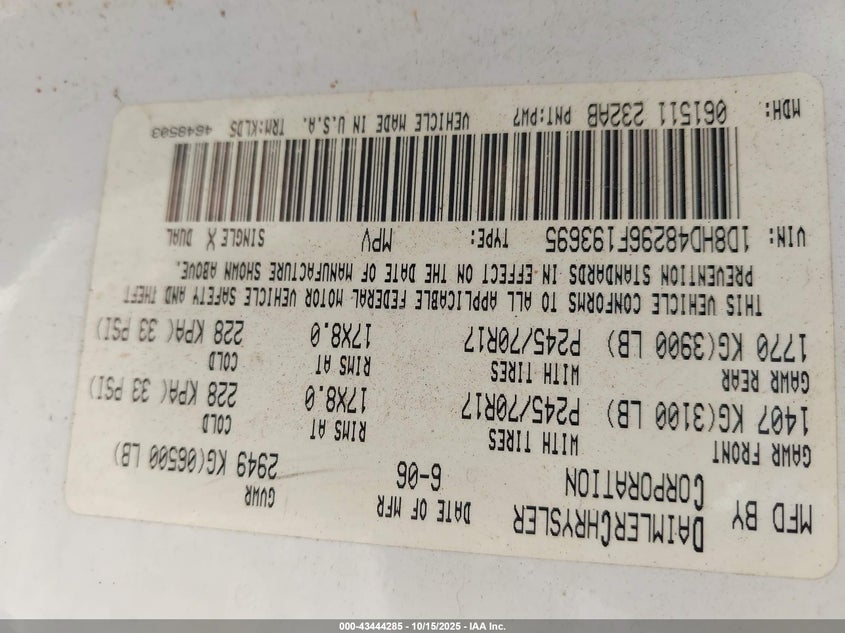 MFD BY DAIMLERCHRYSLER CORPORATION DATE OF MFR 6-06 GVWR 2949 KG(06500 LB)
GAWR FRONT 1407 KG(3100 LB) WITH TIRES P245/70R17 RIMS AT 17X8.0 COLD 228 KPA( 33 PSI)
GAWR REAR 1770 KG(3900 LB) WITH TIRES P245/70R17 RIMS AT 17X8.0 COLD 228 KPA( 33 PSI)
THIS VEHICLE CONFORMS TO ALL APPLICABLE FEDERAL MOTOR VEHICLE SAFETY AND THEFT
PREVENTION STANDARDS IN EFFECT ON THE DATE OF MANUFACTURE SHOWN ABOVE.
VIN: 1D8HD48296F193695 TYPE: MPV SINGLE X DUAL
MDH: 061511 232AB PNT:PW7 VEHICLE MADE IN U.S.A. TRM:KLDS 4648503
000-43444285 - 10/15/2025 - IAA Inc.